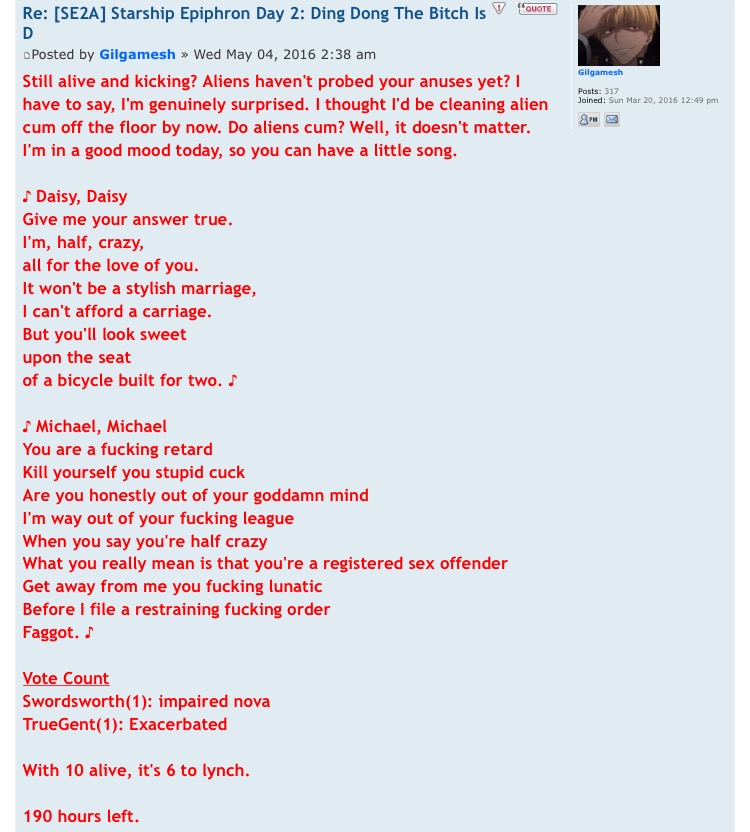 Re: [SE2A] Starship Epiphron Day 2: Ding Dong The Bitch Is
D
QUOTE
Posted by Gilgamesh » Wed May 04, 2016 2:38 am
Still alive and kicking? Aliens haven't probed your anuses yet? I
have to say, I'm genuinely surprised. I thought I'd be cleaning alien
cum off the floor by now. Do aliens cum? Well, it doesn't matter.
I'm in a good mood today, so you can have a little song.
♪ Daisy, Daisy
Give me your answer true.
I'm, half, crazy,
all for the love of you.
It won't be a stylish marriage,
I can't afford a carriage.
But you'll look sweet
upon the seat
of a bicycle built for two. ♪
♪ Michael, Michael
You are a fucking retard
Kill yourself you stupid cuck
Are you honestly out of your goddamn mind
I'm way out of your fucking league
When you say you're half crazy
What you really mean is that you're a registered sex offender
Get away from me you fucking lunatic
Before I file a restraining fucking order
Faggot. ♪
Vote Count
Swordsworth(1): impaired nova
TrueGent(1): Exacerbated
With 10 alive, it's 6 to lynch.
190 hours left.
Gilgamesh
Posts: 317
Joined: Sun Mar 20, 2016 12:49 pm
PM